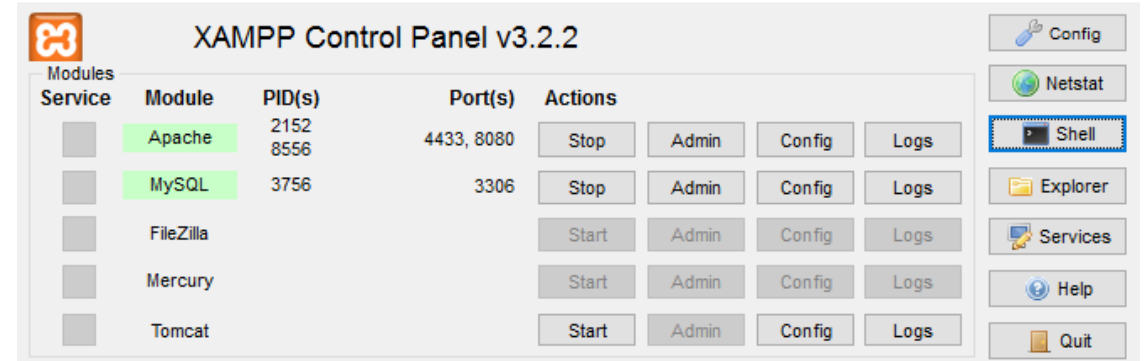 XAMPP Control Panel v3.2.2
Modules
Service Module PID(s) Port(s) Actions
Apache 2152 8556 4433, 8080 Stop Admin Config Logs
MySQL 3756 3306 Stop Admin Config Logs
FileZilla Start Admin Config Logs
Mercury Start Admin Config Logs
Tomcat Start Admin Config Logs
Config
Netstat
Shell
Explorer
Services
Help
Quit